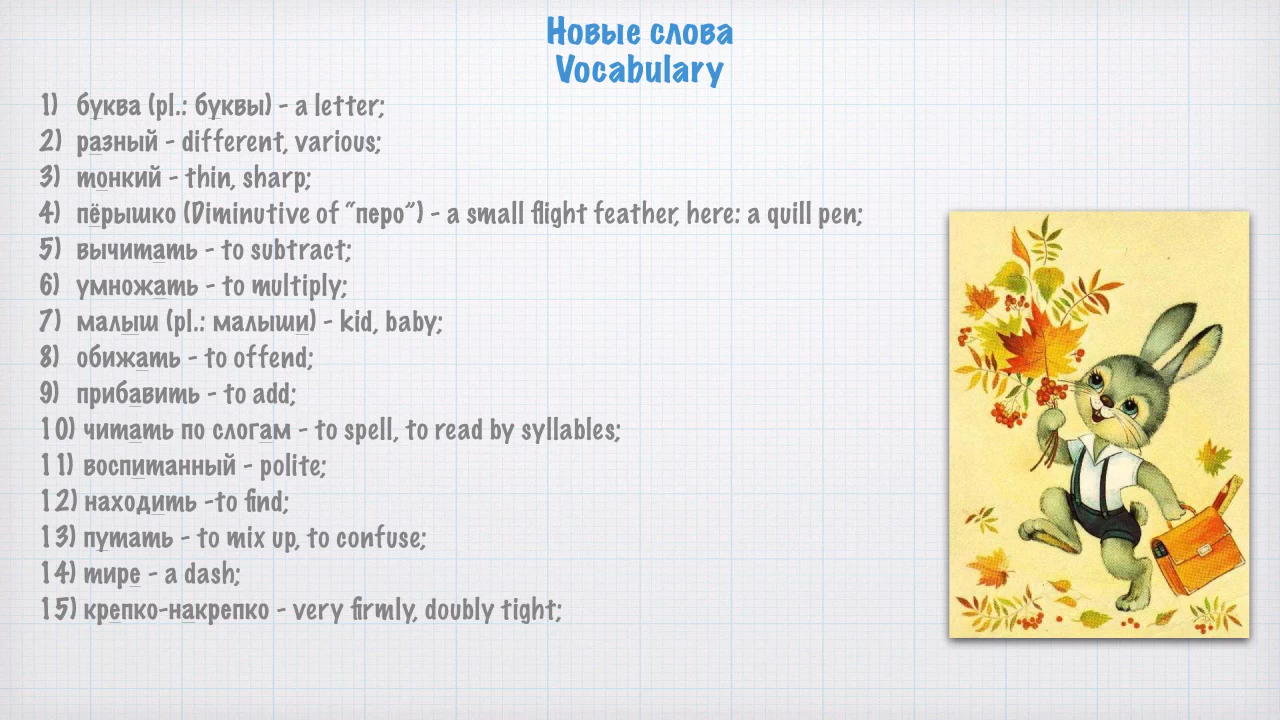 Новые слова
Vocabulary
1) буква (pl.: буквы) - a letter;
2) разный - different, various;
3) тонкий - thin, sharp;
4) пёрышко (Diminutive of “перо”) - a small flight feather, here: a quill pen;
5) вычитать - to subtract;
6) умножать - to multiply;
7) малыш (pl.: малыши) - kid, baby;
8) обижать - to offend;
9) прибавить - to add;
10) читать по слогам - to spell, to read by syllables;
11) воспитанный - polite;
12) находить -to find;
13) путать - to mix up, to confuse;
14) тире - a dash;
15) крепко-накрепко - very firmly, doubly tight;